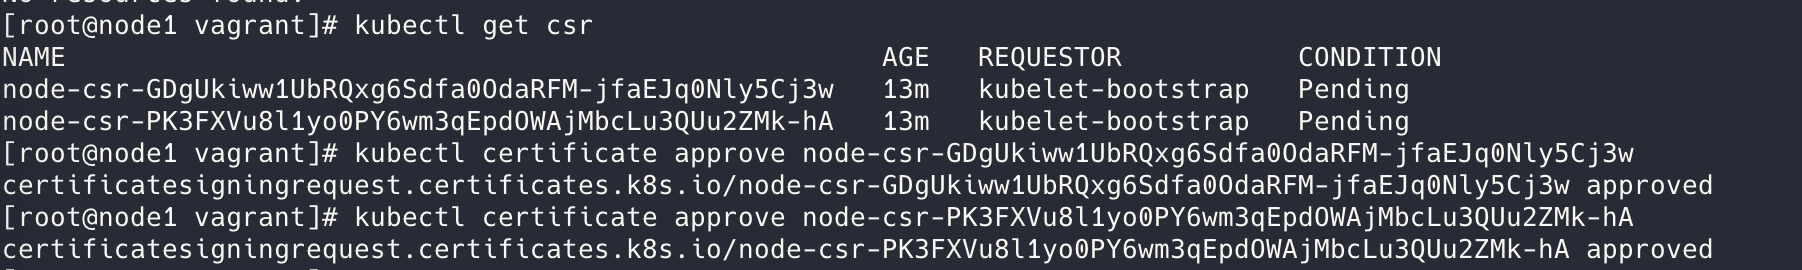 No resources found.
[root@node1 vagrant]# kubectl get csr
NAME AGE REQUESTOR CONDITION
node-csr-GDgUkiww1UbRQxg6Sdfa0OdaRFM-jfaEJq0Nly5Cj3w 13m kubelet-bootstrap Pending
node-csr-PK3FXVu8l1yo0PY6wm3qEpdOWAjMbcLu3QUu2ZMk-hA 13m kubelet-bootstrap Pending
[root@node1 vagrant]# kubectl certificate approve node-csr-GDgUkiww1UbRQxg6Sdfa0OdaRFM-jfaEJq0Nly5Cj3w
certificatesigningrequest.certificates.k8s.io/node-csr-GDgUkiww1UbRQxg6Sdfa0OdaRFM-jfaEJq0Nly5Cj3w approved
[root@node1 vagrant]# kubectl certificate approve node-csr-PK3FXVu8l1yo0PY6wm3qEpdOWAjMbcLu3QUu2ZMk-hA
certificatesigningrequest.certificates.k8s.io/node-csr-PK3FXVu8l1yo0PY6wm3qEpdOWAjMbcLu3QUu2ZMk-hA approved